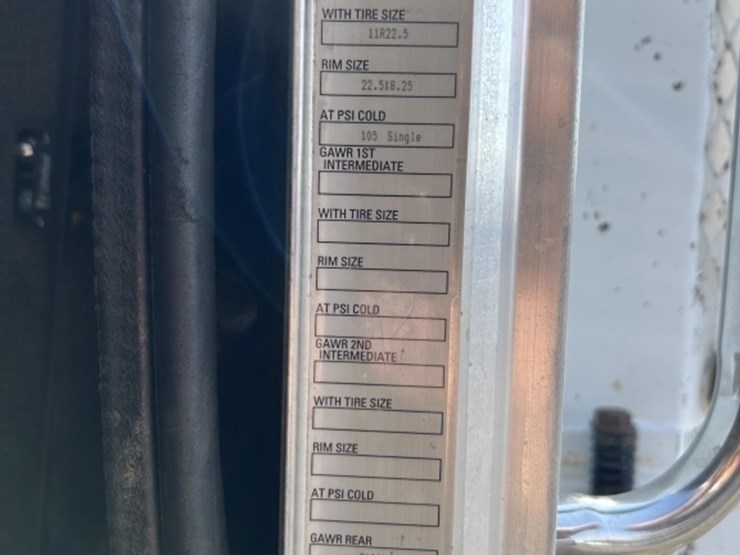 WITH TIRE SIZE
11R22.5
RIM SIZE
22.5X8.25
AT PSI COLD
105 Single
GAWR 1ST
INTERMEDIATE
WITH TIRE SIZE
RIM SIZE
AT PSI COLD
GAWR 2ND
INTERMEDIATE
WITH TIRE SIZE
RIM SIZE
AT PSI COLD
GAWR REAR